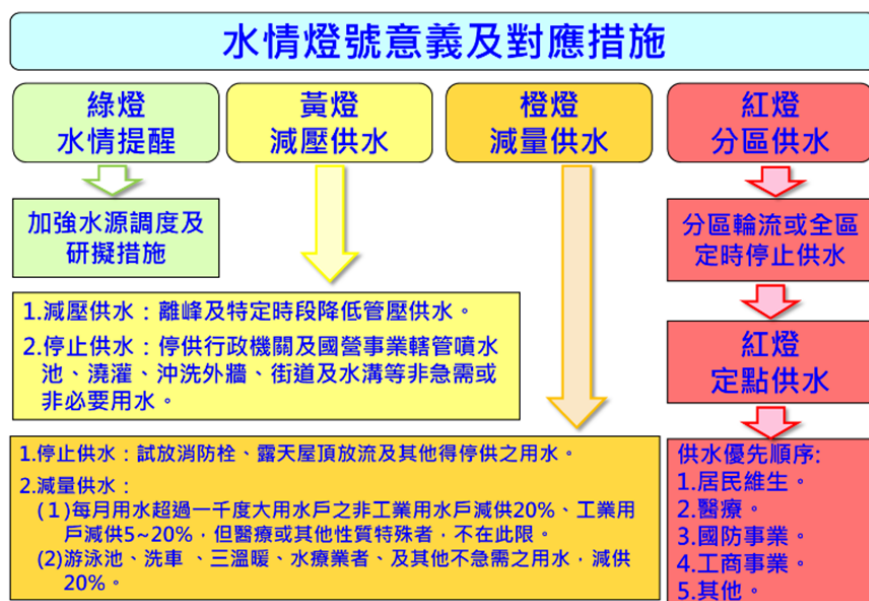 水情燈號意義及對應措施
綠燈
水情提醒
黃燈
減壓供水
橙燈
減量供水
紅燈
分區供水
加強水源調度及
研擬措施
分區輪流或全區
定時停止供水
1.減壓供水：離峰及特定時段降低管壓供水。
2.停止供水：停供行政機關及國營事業轄管噴水
池、澆灌、沖洗外牆、街道及水溝等非急需或
非必要用水。
紅燈
定點供水
1.停止供水：試放消防栓、露天屋頂放流及其他得停供之用水。
2.減量供水：
(1)每月用水超過一千度大用水戶之非工業用水戶減供20%、工業用
戶減供5~20%，但醫療或其他性質特殊者，不在此限。
(2)游泳池、洗車 、三溫暖、水療業者、及其他不急需之用水，減供
20%。
供水優先順序:
1.居民維生。
2.醫療。
3.國防事業。
4.工商事業。
5.其他。